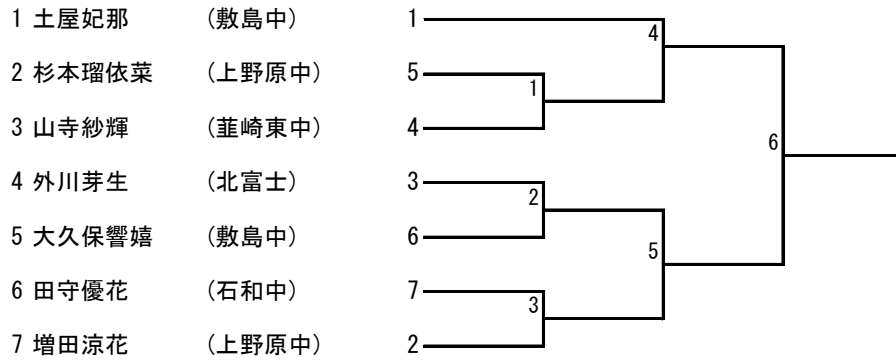 1 土屋妃那 (敷島中) 1
4
2 杉本瑠依菜 (上野原中) 5
1
3 山寺紗輝 (韮崎東中) 4
6
4 外川芽生 (北富士) 3
2
5 大久保響嬉 (敷島中) 6
5
6 田守優花 (石和中) 7
3
7 増田涼花 (上野原中) 2